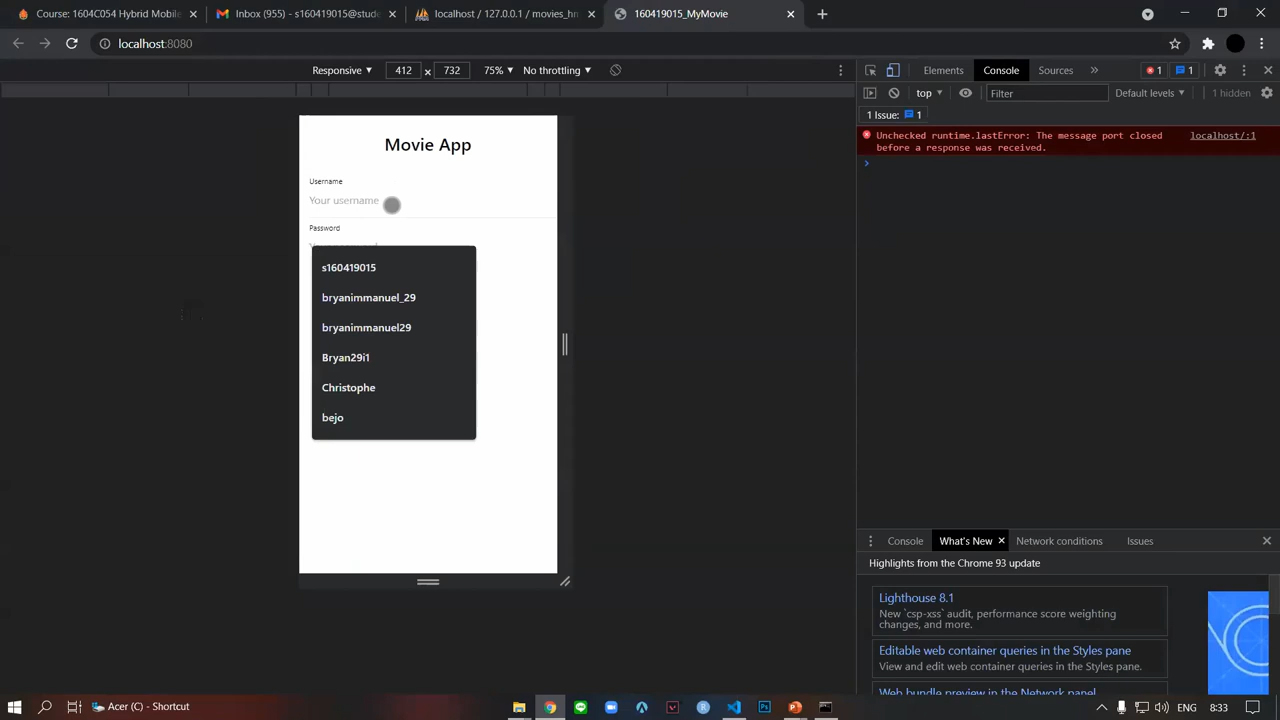 Course: 1604C054 Hybrid Mobile
Inbox (955) - s160419015@stude
localhost / 127.0.0.1 / movies_hm
160419015_MyMovie
localhost:8080
Responsive
412 × 732
75%
No throttling
Elements
Console
Sources
1
1
top
Filter
Default levels
1 hidden
1 Issue: 1
Unchecked runtime.lastError: The message port closed before a response was received.
localhost/:1
Movie App
Username
Your username
Password
s160419015
bryanimmanuel_29
bryanimmanuel29
Bryan29i1
Christophe
bejo
Console
What's New
Network conditions
Issues
Highlights from the Chrome 93 update
Lighthouse 8.1
New `csp-xss` audit, performance score weighting
changes, and more.
Editable web container queries in the Styles pane
View and edit web container queries in the Styles pane.
Web bundle preview in the Network panel
Acer (C) - Shortcut
ENG
8:33